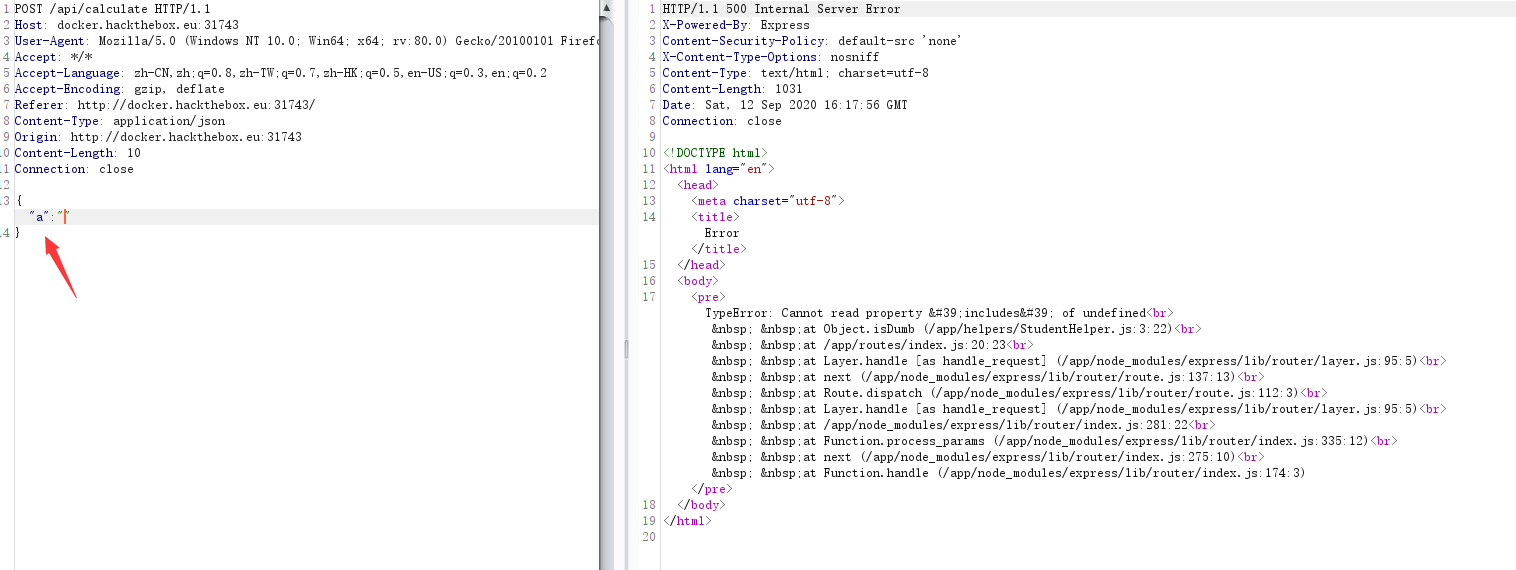 1 POST /api/calculate HTTP/1.1
2 Host: docker.hackthebox.eu:31743
3 User-Agent: Mozilla/5.0 (Windows NT 10.0; Win64; x64; rv:80.0) Gecko/20100101 Firefo
4 Accept: */*
5 Accept-Language: zh-CN,zh;q=0.8,zh-TW;q=0.7,zh-HK;q=0.5,en-US;q=0.3,en;q=0.2
6 Accept-Encoding: gzip, deflate
7 Referer: http://docker.hackthebox.eu:31743/
8 Content-Type: application/json
9 Origin: http://docker.hackthebox.eu:31743
10 Content-Length: 10
11 Connection: close
12
13 {
"a":""
14 }
1 HTTP/1.1 500 Internal Server Error
2 X-Powered-By: Express
3 Content-Security-Policy: default-src 'none'
4 X-Content-Type-Options: nosniff
5 Content-Type: text/html; charset=utf-8
6 Content-Length: 1031
7 Date: Sat, 12 Sep 2020 16:17:56 GMT
8 Connection: close
9
10 <!DOCTYPE html>
11 <html lang="en">
12 <head>
13 <meta charset="utf-8">
14 <title>
Error
</title>
15 </head>
16 <body>
17 <pre>
TypeError: Cannot read property &#39;includes&#39; of undefined<br>
&nbsp; &nbsp;at Object.isDumb (/app/helpers/StudentHelper.js:3:22)<br>
&nbsp; &nbsp;at /app/routes/index.js:20:23<br>
&nbsp; &nbsp;at Layer.handle [as handle_request] (/app/node_modules/express/lib/router/layer.js:95:5)<br>
&nbsp; &nbsp;at next (/app/node_modules/express/lib/router/route.js:137:13)<br>
&nbsp; &nbsp;at Route.dispatch (/app/node_modules/express/lib/router/route.js:112:3)<br>
&nbsp; &nbsp;at Layer.handle [as handle_request] (/app/node_modules/express/lib/router/layer.js:95:5)<br>
&nbsp; &nbsp;at /app/node_modules/express/lib/router/index.js:281:22<br>
&nbsp; &nbsp;at Function.process_params (/app/node_modules/express/lib/router/index.js:335:12)<br>
&nbsp; &nbsp;at next (/app/node_modules/express/lib/router/index.js:275:10)<br>
&nbsp; &nbsp;at Function.handle (/app/node_modules/express/lib/router/index.js:174:3)
</pre>
18 </body>
19 </html>
20